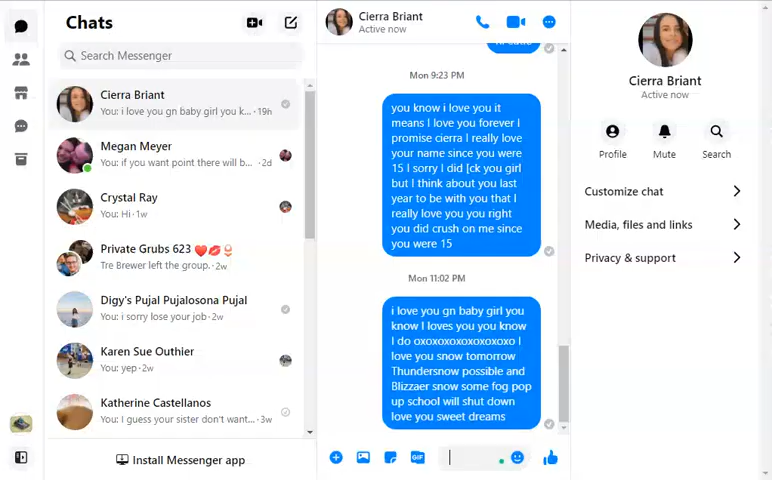 Chats
Search Messenger
Cierra Briant
You: i love you gn baby girl you k... · 19h
Megan Meyer
You: if you want point there will b... · 2d
Crystal Ray
You: Hi · 1w
Private Grubs 623 ❤️💋
Tre Brewer left the group. · 2w
Digy's Pujal Pujalosona Pujal
You: i sorry lose your job · 2w
Karen Sue Outhier
You: yep · 2w
Katherine Castellanos
You: I guess your sister don't want... · 3w
Install Messenger app
Cierra Briant
Active now
Mon 9:23 PM
you know i love you it
means I love you forever I
promise cierra I really love
your name since you were
15 I sorry I did [ck you girl
but I think about you last
year to be with you that I
really love you you right
you did crush on me since
you were 15
Mon 11:02 PM
i love you gn baby girl you
know I loves you you know
I do oxoxoxoxoxoxoxo I
love you snow tomorrow
Thundersnow possible and
Blizzaer snow some fog pop
up school will shut down
love you sweet dreams
GIF
Cierra Briant
Active now
Profile
Mute
Search
Customize chat
Media, files and links
Privacy & support